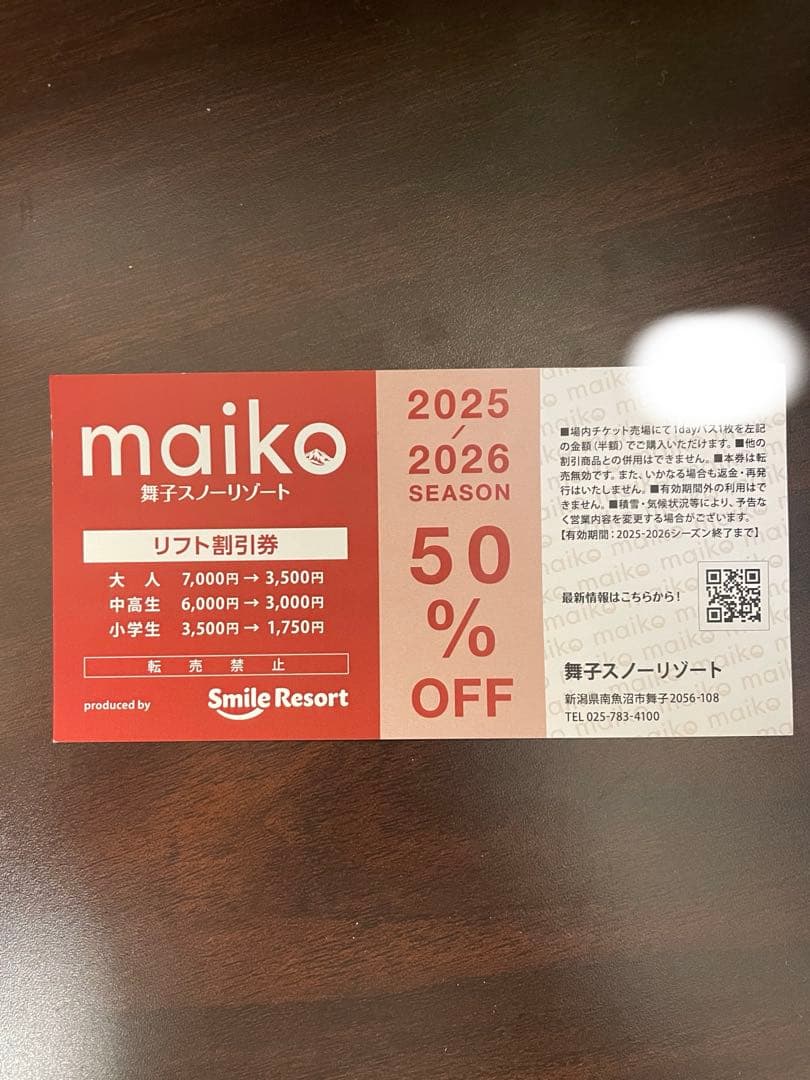 maiko
舞子スノーリゾート
リフト割引券
大人 7,000円→3,500円
中高生 6,000円→3,000円
小学生 3,500円→1,750円
転売禁止
produced by Smile Resort
2025
/
2026
SEASON
50
%
OFF
■場内チケット売場にて1dayパス1枚を左記
の金額(半額)でご購入いただけます。■他の
割引商品との併用はできません。■本券は転
売無効です。また、いかなる場合も返金・再発
行はいたしません。■有効期間外の利用はで
きません。■積雪・気候状況等により、予告な
く営業内容を変更する場合がございます。
【有効期間：2025-2026シーズン終了まで】
最新情報はこちらから！
舞子スノーリゾート
新潟県南魚沼市舞子2056-108
TEL 025-783-4100